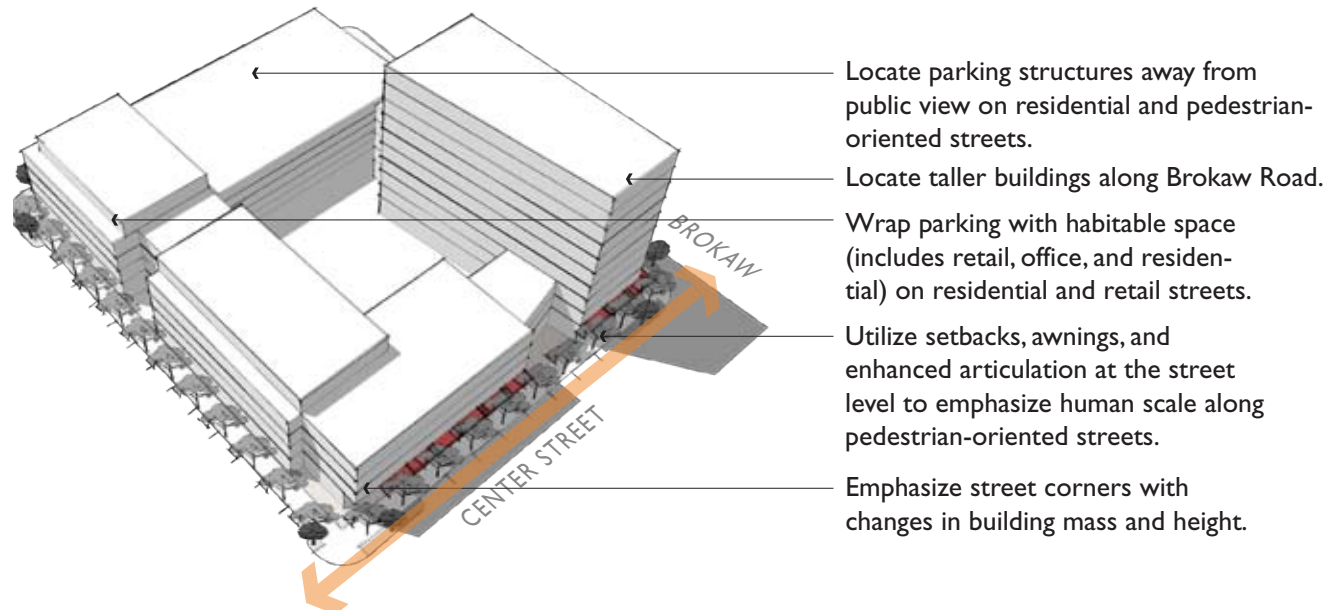 Locate parking structures away from
public view on residential and pedestrian-
oriented streets.
Locate taller buildings along Brokaw Road.
Wrap parking with habitable space
(includes retail, office, and residen-
tial) on residential and retail streets.
Utilize setbacks, awnings, and
enhanced articulation at the street
level to emphasize human scale along
pedestrian-oriented streets.
Emphasize street corners with
changes in building mass and height.
BROKAW
CENTER STREET